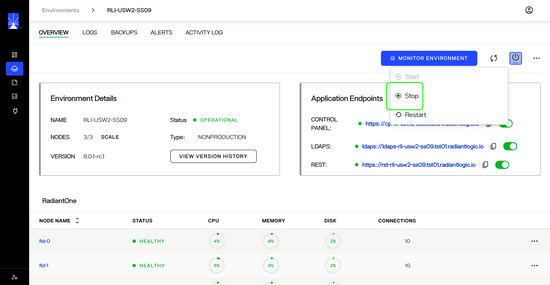 Environments > RLI-USW2-SS09
OVERVIEW LOGS BACKUPS ALERTS ACTIVITY LOG
MONITOR ENVIRONMENT
Start
Stop
Restart
Environment Details
NAME RLI-USW2-SS09 Status OPERATIONAL
NODES 3/3 SCALE Type: NONPRODUCTION
VERSION 8.0.1-rc.1 VIEW VERSION HISTORY
Application Endpoints
CONTROL PANEL: https://cp
LDAPS: ldaps://ldaps-rli-usw2-ss09.tst01.radiantlogic.io
REST: https://rst-rli-usw2-ss09.tst01.radiantlogic.io
RadiantOne
NODE NAME STATUS CPU MEMORY DISK CONNECTIONS
fid-0 HEALTHY 4% 4% 2% 10
fid-1 HEALTHY 6% 4% 2% 10